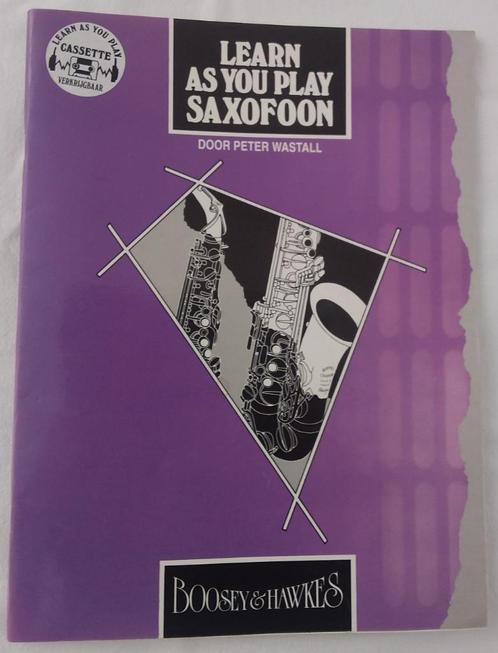 LEARN AS YOU PLAY
CASSETTE
VERKRIJGBAAR
LEARN
AS YOU PLAY
SAXOFOON
DOOR PETER WASTALL
BOOSEY & HAWKES